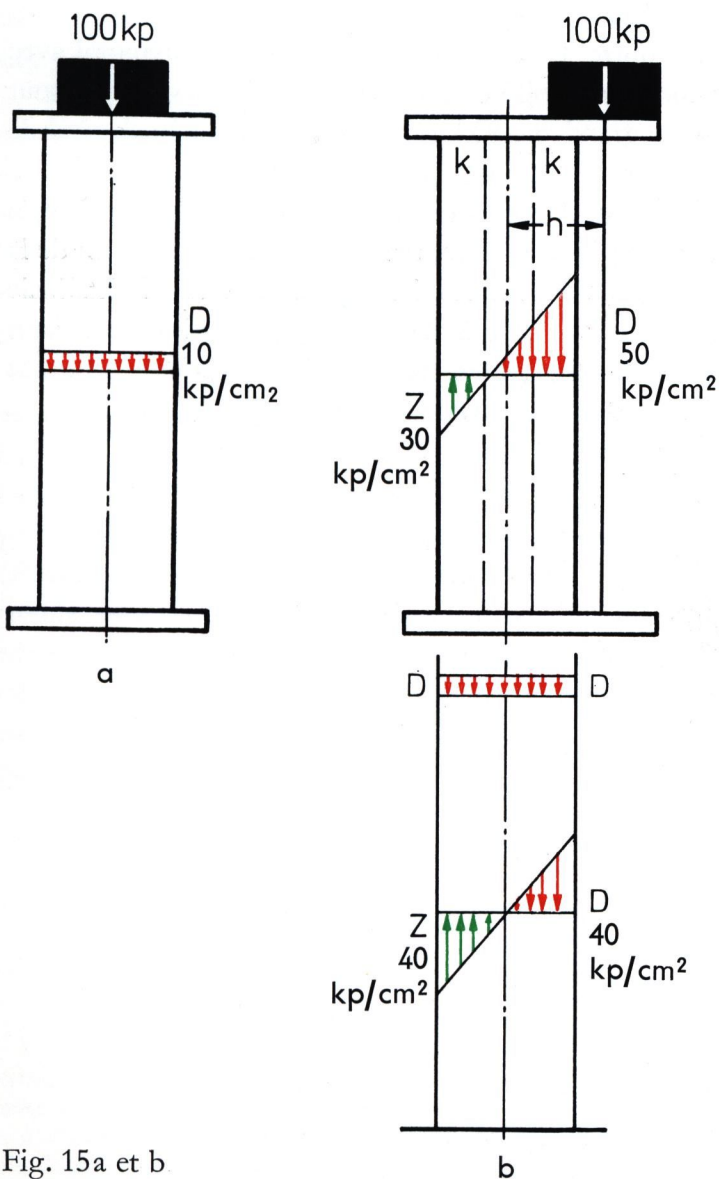 100kp
D
10
kp/cm₂
a
100kp
k
k
h
D
50
kp/cm²
Z
30
kp/cm²
D
D
Z
40
kp/cm²
D
40
kp/cm²
b
Fig. 15a et b